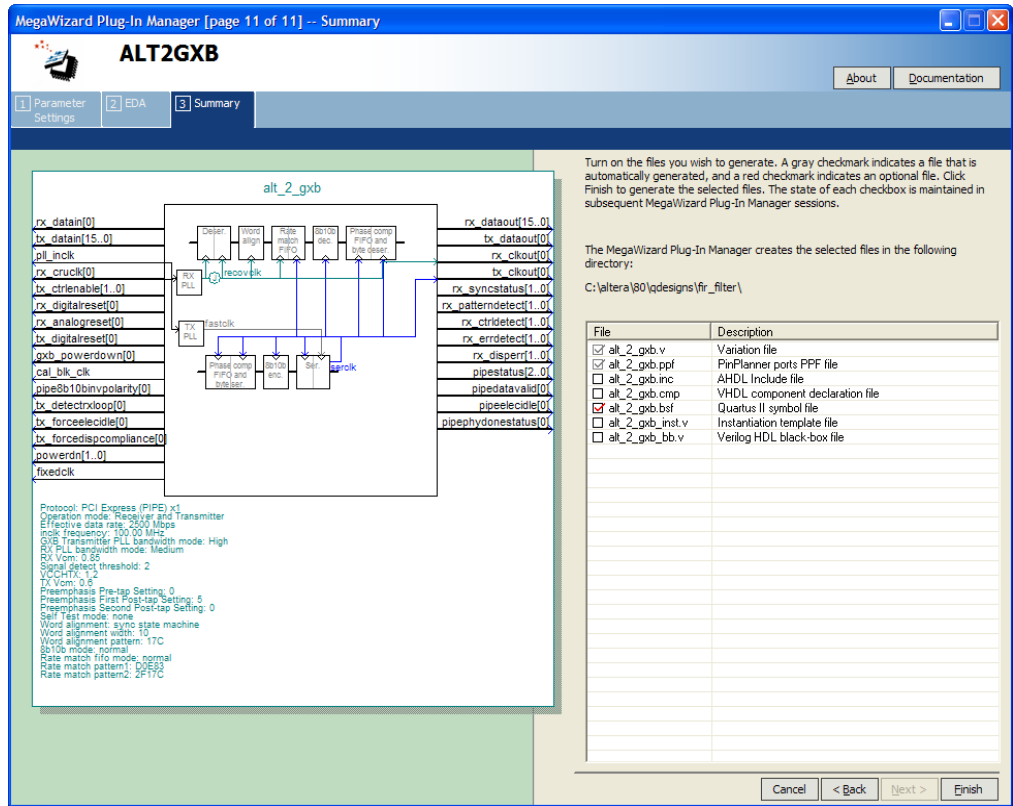 MegaWizard Plug-In Manager [page 11 of 11] -- Summary
ALT2GXB
About
Documentation
1 Parameter Settings
2 EDA
3 Summary
Turn on the files you wish to generate. A gray checkmark indicates a file that is
automatically generated, and a red checkmark indicates an optional file. Click
Finish to generate the selected files. The state of each checkbox is maintained in
subsequent MegaWizard Plug-In Manager sessions.
The MegaWizard Plug-In Manager creates the selected files in the following
directory:
C:\altera\80\qdesigns\fir_filter\
File Description
alt_2_gxb.v Variation file
alt_2_gxb.ppf PinPlanner ports PPF file
alt_2_gxb.inc AHDL Include file
alt_2_gxb.cmp VHDL component declaration file
alt_2_gxb.bsf Quartus II symbol file
alt_2_gxb_inst.v Instantiation template file
alt_2_gxb_bb.v Verilog HDL black-box file
alt_2_gxb
rx_datain[0]
tx_datain[15..0]
pll_inclk
rx_cruclk[0]
tx_ctrlenable[1..0]
rx_digitalreset[0]
rx_analogreset[0]
tx_digitalreset[0]
gxb_powerdown[0]
cal_blk_clk
pipe8b10binvpolarity[0]
tx_detectrxloop[0]
tx_forceelecidle[0]
tx_forcedispcompliance[0]
powerdn[1..0]
fixedclk
Deser.
Word
align
Rate
match
FIFO
8b10b
dec.
Phase comp
FIFO and
byte deser.
RX
PLL
recovclk
TX
PLL
fastclk
Phase comp
FIFO and
byte ser.
8b10b
enc.
Ser.
serclk
rx_dataout[15..0]
tx_dataout[0]
rx_clkout[0]
tx_clkout[0]
rx_syncstatus[1..0]
rx_patterndetect[1..0]
rx_ctrldetect[1..0]
rx_errdetect[1..0]
rx_disperr[1..0]
pipestatus[2..0]
pipedatavalid[0]
pipeelecidle[0]
pipephydonestatus[0]
Protocol: PCI Express (PIPE) x1
Operation mode: Receiver and Transmitter
Effective data rate: 2500 Mbps
inclk frequency: 100.00 MHz
GXB Transmitter PLL bandwidth mode: High
RX PLL bandwidth mode: Medium
RX Vcm: 0.85
Signal detect threshold: 2
VCCHTX: 1.2
TX Vcm: 0.6
Preemphasis Pre-tap Setting: 0
Preemphasis First Post-tap Setting: 5
Preemphasis Second Post-tap Setting: 0
Self Test mode: none
Word alignment: sync state machine
Word alignment width: 10
Word alignment pattern: 17C
8b10b mode: normal
Rate match fifo mode: normal
Rate match pattern1: D0E83
Rate match pattern2: 2F17C
Cancel
< Back
Next >
Finish